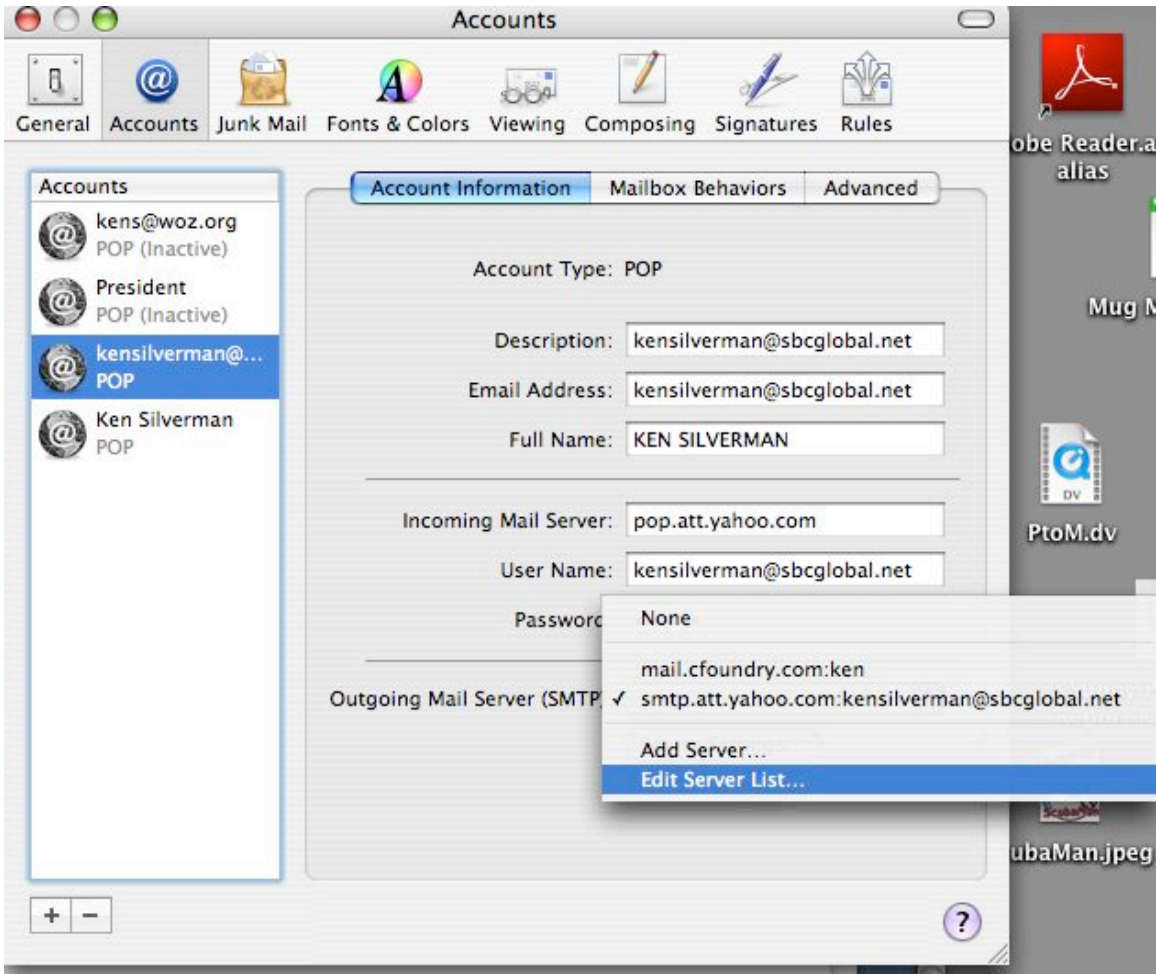 Accounts
General Accounts Junk Mail Fonts & Colors Viewing Composing Signatures Rules
Accounts
kens@woz.org
POP (Inactive)
President
POP (Inactive)
kensilverman@...
POP
Ken Silverman
POP
Account Information Mailbox Behaviors Advanced
Account Type: POP
Description: kensilverman@sbcglobal.net
Email Address: kensilverman@sbcglobal.net
Full Name: KEN SILVERMAN
Incoming Mail Server: pop.att.yahoo.com
User Name: kensilverman@sbcglobal.net
Password
Outgoing Mail Server (SMTP)
None
mail.cfoundry.com:ken
✓ smtp.att.yahoo.com:kensilverman@sbcglobal.net
Add Server...
Edit Server List...
+ −
?
obe Reader.a
alias
Mug M
DV
PtoM.dv
ScubaMan
ubaMan.jpeg